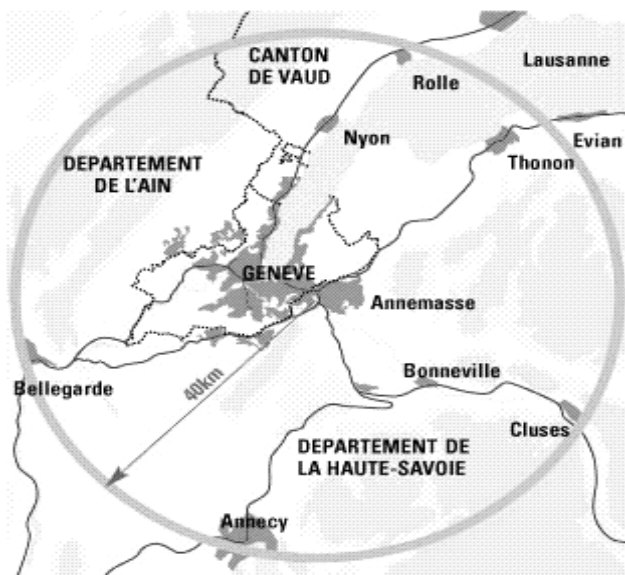 CANTON
DE VAUD
Lausanne
Rolle
Nyon
Evian
Thonon
DEPARTEMENT
DE L'AIN
GENEVE
Annemasse
Bellegarde
40km
Bonneville
Cluses
DEPARTEMENT DE
LA HAUTE-SAVOIE
Annecy